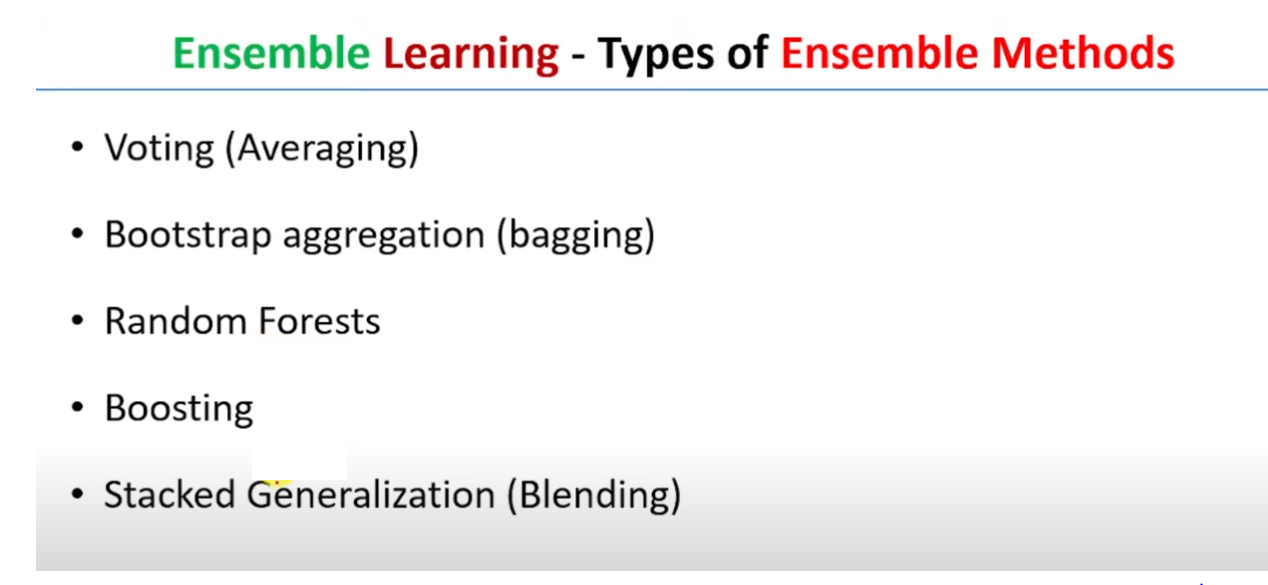 Ensemble Learning - Types of Ensemble Methods
• Voting (Averaging)
• Bootstrap aggregation (bagging)
• Random Forests
• Boosting
• Stacked Generalization (Blending)